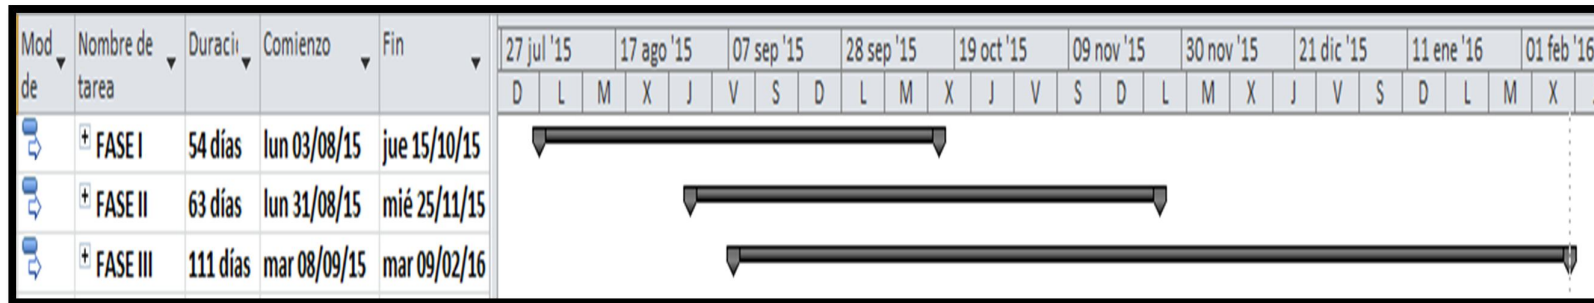 Mod de Nombre de tarea Duració Comienzo Fin 27 jul '15 17 ago '15 07 sep '15 28 sep '15 19 oct '15 09 nov '15 30 nov '15 21 dic '15 11 ene '16 01 feb '16
D L M X J V S D L M X J V S D L M X J V S D L M X
FASE I 54 días lun 03/08/15 jue 15/10/15
FASE II 63 días lun 31/08/15 mié 25/11/15
FASE III 111 días mar 08/09/15 mar 09/02/16